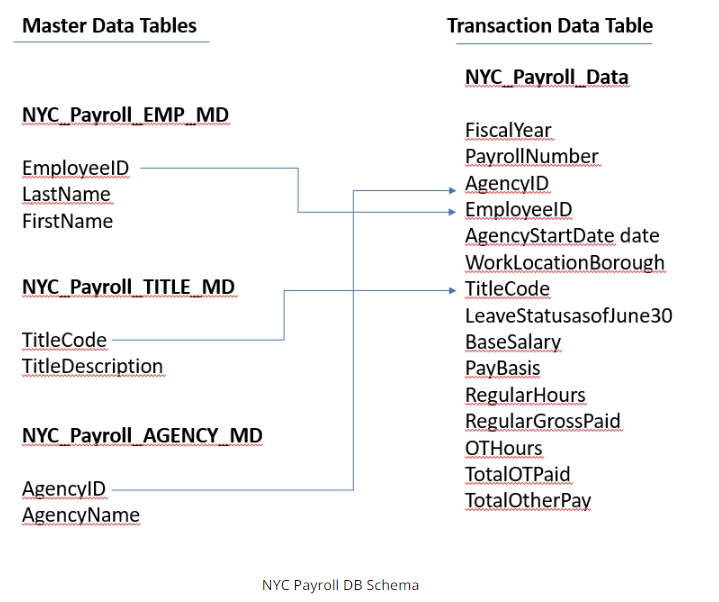 Master Data Tables
NYC_Payroll_EMP_MD
EmployeeID
LastName
FirstName
NYC_Payroll_TITLE_MD
TitleCode
TitleDescription
NYC_Payroll_AGENCY_MD
AgencyID
AgencyName
Transaction Data Table
NYC_Payroll_Data
FiscalYear
PayrollNumber
AgencyID
EmployeeID
AgencyStartDate date
WorkLocationBorough
TitleCode
LeaveStatusasofJune30
BaseSalary
PayBasis
RegularHours
RegularGrossPaid
OTHours
TotalOTPaid
TotalOtherPay
NYC Payroll DB Schema